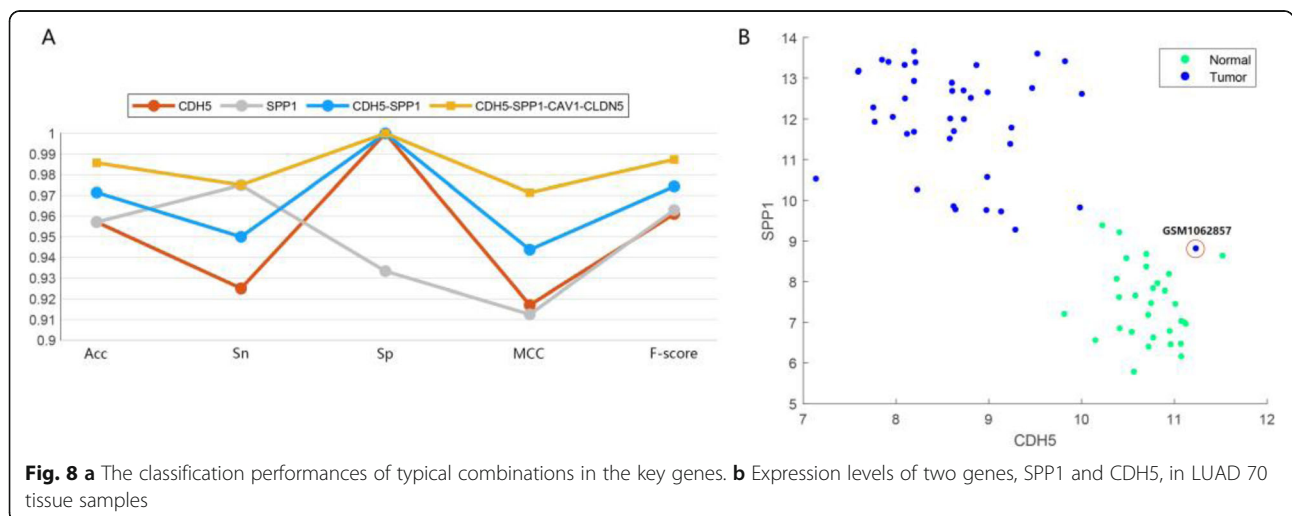 A
CDH5 SPP1 CDH5-SPP1 CDH5-SPP1-CAV1-CLDN5
1
0.99
0.98
0.97
0.96
0.95
0.94
0.93
0.92
0.91
0.9
Acc Sn Sp MCC F-score
B
14
13
12
11
10
9
8
7
6
5
SPP1
Normal
Tumor
GSM1062857
7 8 9 10 11 12
CDH5
Fig. 8 a The classification performances of typical combinations in the key genes. b Expression levels of two genes, SPP1 and CDH5, in LUAD 70
tissue samples